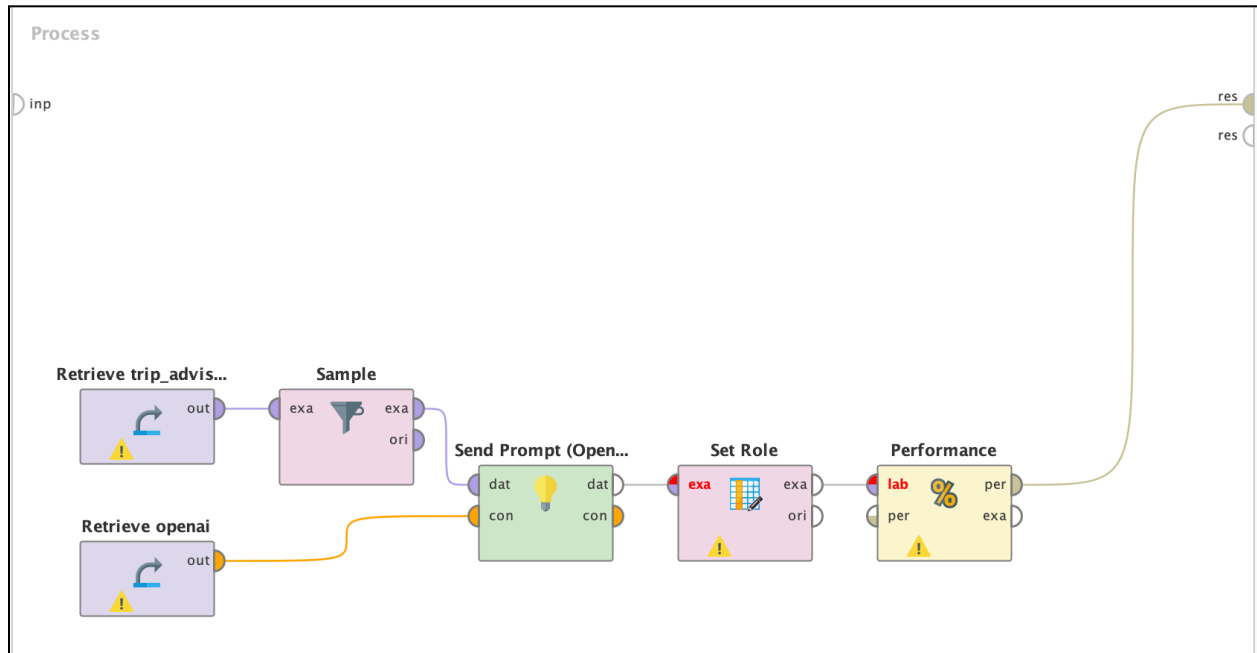 Process
inp
res
res
Retrieve trip_advis...
out
Sample
exa
exa
ori
Send Prompt (Open...
dat
dat
con
con
Set Role
exa
exa
ori
Performance
lab
per
per
exa
%
Retrieve openai
out